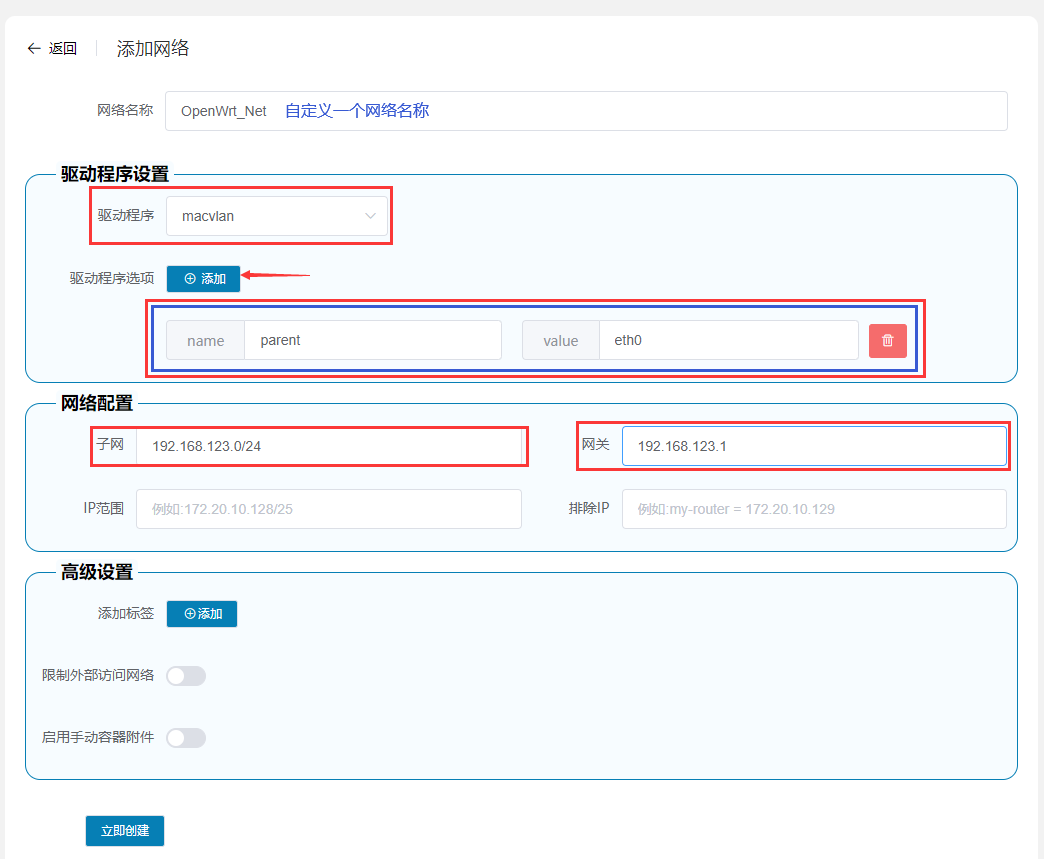 返回 添加网络
网络名称 OpenWrt_Net 自定义一个网络名称
驱动程序设置
驱动程序 macvlan
驱动程序选项 添加
name parent value eth0
网络配置
子网 192.168.123.0/24 网关 192.168.123.1
IP范围 例如:172.20.10.128/25 排除IP 例如:my-router = 172.20.10.129
高级设置
添加标签 添加
限制外部访问网络
启用手动容器附件
立即创建